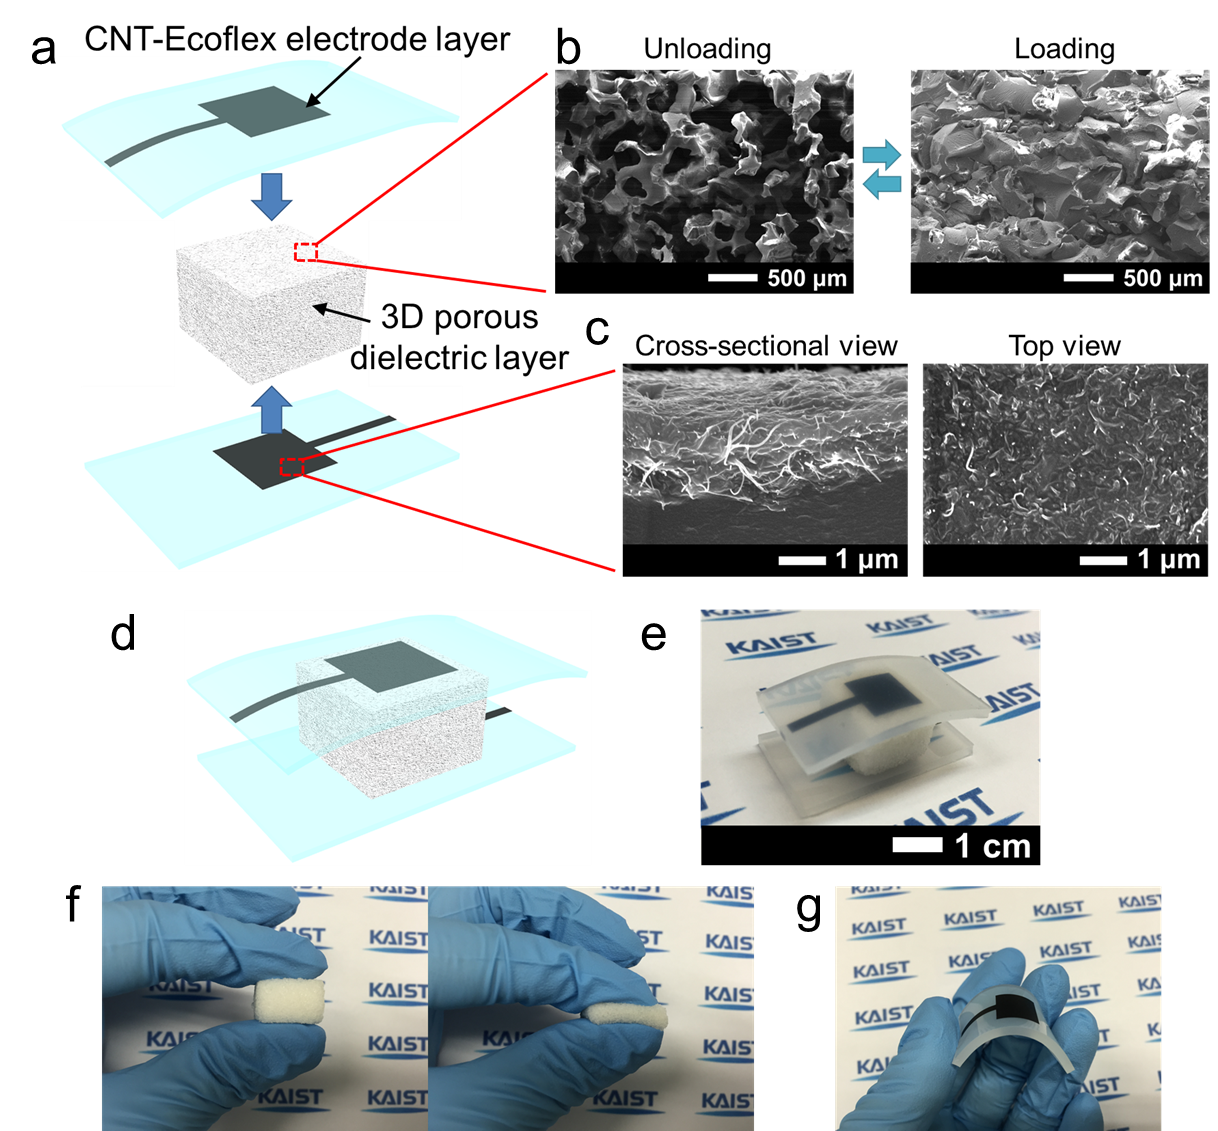 a
CNT-Ecoflex electrode layer
3D porous
dielectric layer
b
Unloading
Loading
500 µm
500 µm
c
Cross-sectional view
Top view
1 µm
1 µm
d
e
KAIST
KAIST
KAIST
1 cm
f
KAIST
KAIST
KAIST
KAIST
KAIST
KAIST
g
KAIST
KAIST
KAIST
KAIST
KAIST
KAIST